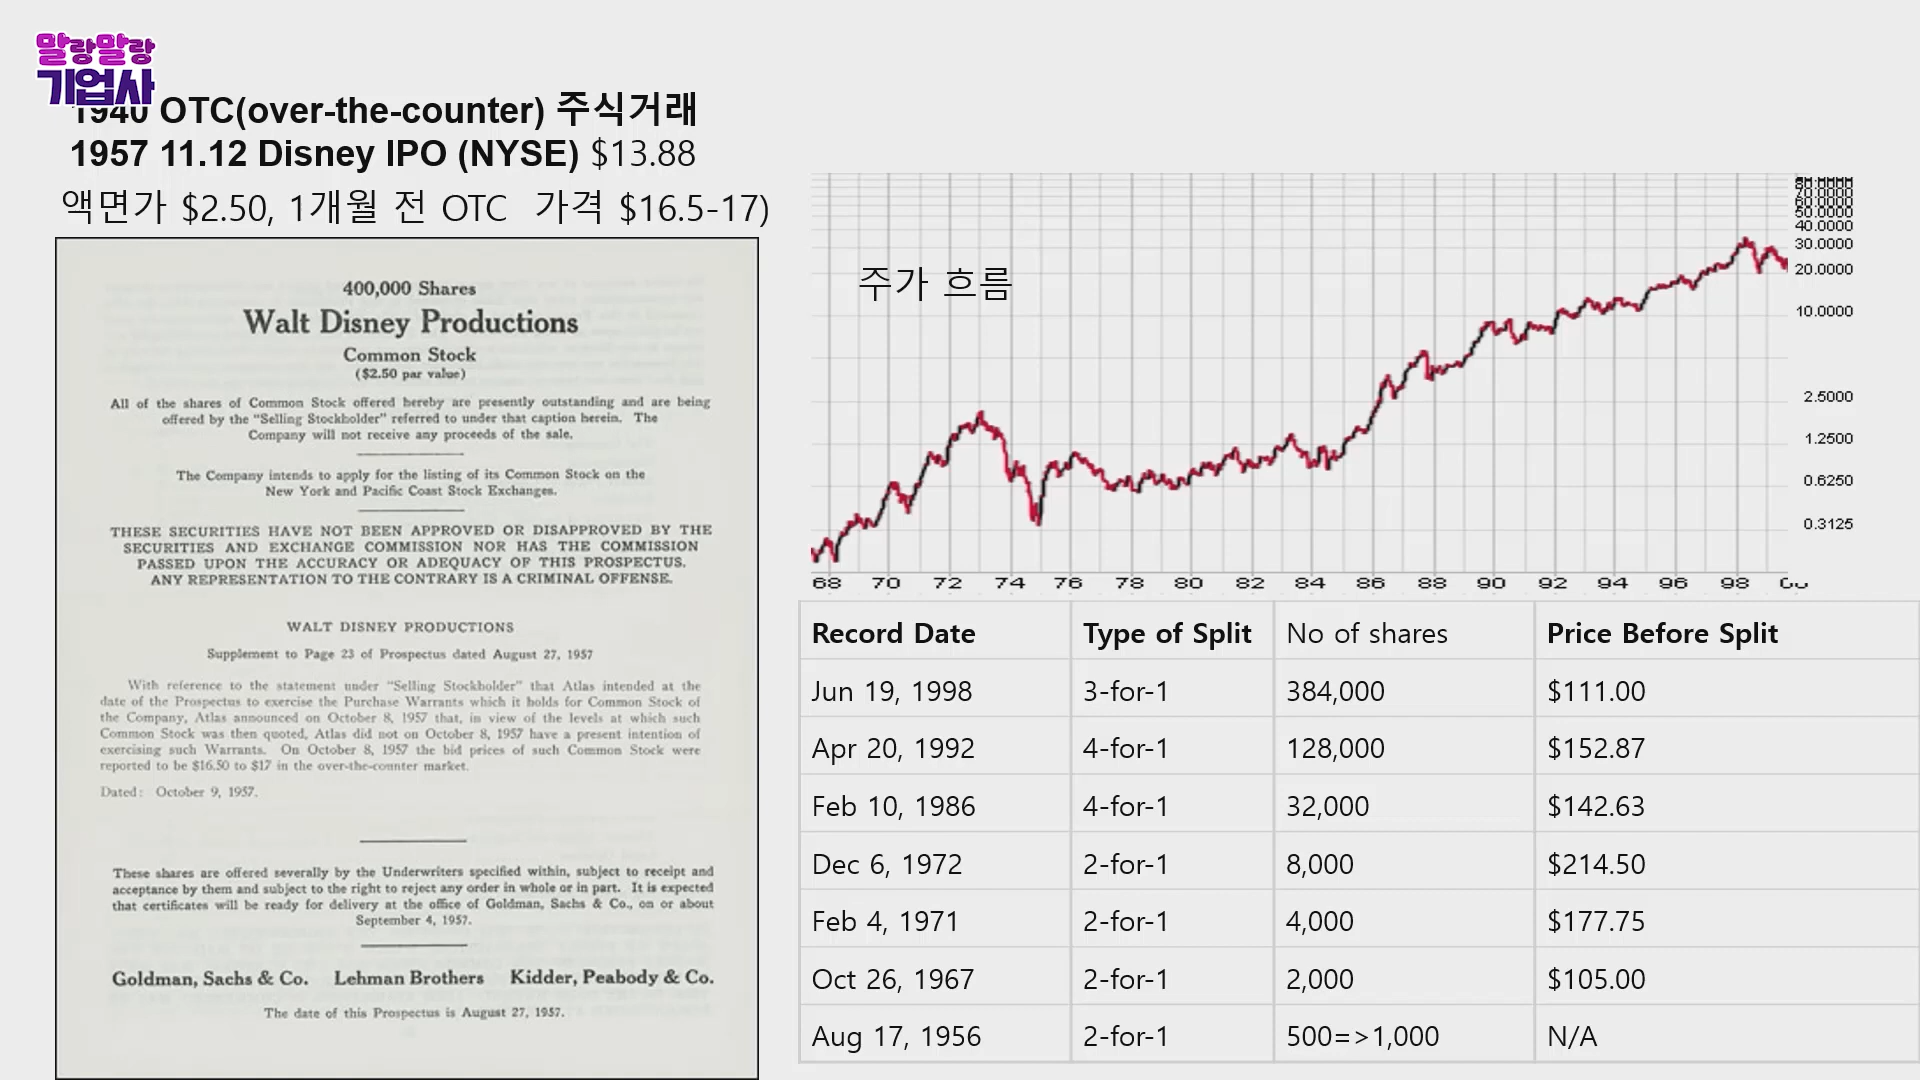 말랑말랑
기업사
1940 OTC(over-the-counter) 주식거래
1957 11.12 Disney IPO (NYSE) $13.88
액면가 $2.50, 1개월 전 OTC 가격 $16.5-17)
400,000 Shares
Walt Disney Productions
Common Stock
($2.50 par value)
All of the shares of Common Stock offered hereby are presently outstanding and are being
offered by the “Selling Stockholder” referred to under that caption herein. The
Company will not receive any proceeds of the sale.
The Company intends to apply for the listing of its Common Stock on the
New York and Pacific Coast Stock Exchanges.
THESE SECURITIES HAVE NOT BEEN APPROVED OR DISAPPROVED BY THE
SECURITIES AND EXCHANGE COMMISSION NOR HAS THE COMMISSION
PASSED UPON THE ACCURACY OR ADEQUACY OF THIS PROSPECTUS.
ANY REPRESENTATION TO THE CONTRARY IS A CRIMINAL OFFENSE.
WALT DISNEY PRODUCTIONS
Supplement to Page 23 of Prospectus dated August 27, 1957
With reference to the statement under “Selling Stockholder” that Atlas intended at the
date of the Prospectus to exercise the Purchase Warrants which it holds for Common Stock of
the Company, Atlas announced on October 8, 1957 that, in view of the levels at which such
Common Stock was then quoted, Atlas did not on October 8, 1957 have a present intention of
exercising such Warrants. On October 8, 1957 the bid prices of such Common Stock were
reported to be $16.50 to $17 in the over-the-counter market.
Dated: October 9, 1957.
These shares are offered severally by the Underwriters specified within, subject to receipt and
acceptance by them and subject to the right to reject any order in whole or in part. It is expected
that certificates will be ready for delivery at the office of Goldman, Sachs & Co., on or about
September 4, 1957.
Goldman, Sachs & Co. Lehman Brothers Kidder, Peabody & Co.
The date of this Prospectus is August 27, 1957.
주가 흐름
80.0000
70.0000
60.0000
50.0000
40.0000
30.0000
20.0000
10.0000
2.5000
1.2500
0.6250
0.3125
68 70 72 74 76 78 80 82 84 86 88 90 92 94 96 98
Record Date Type of Split No of shares Price Before Split
Jun 19, 1998 3-for-1 384,000 $111.00
Apr 20, 1992 4-for-1 128,000 $152.87
Feb 10, 1986 4-for-1 32,000 $142.63
Dec 6, 1972 2-for-1 8,000 $214.50
Feb 4, 1971 2-for-1 4,000 $177.75
Oct 26, 1967 2-for-1 2,000 $105.00
Aug 17, 1956 2-for-1 500=>1,000 N/A